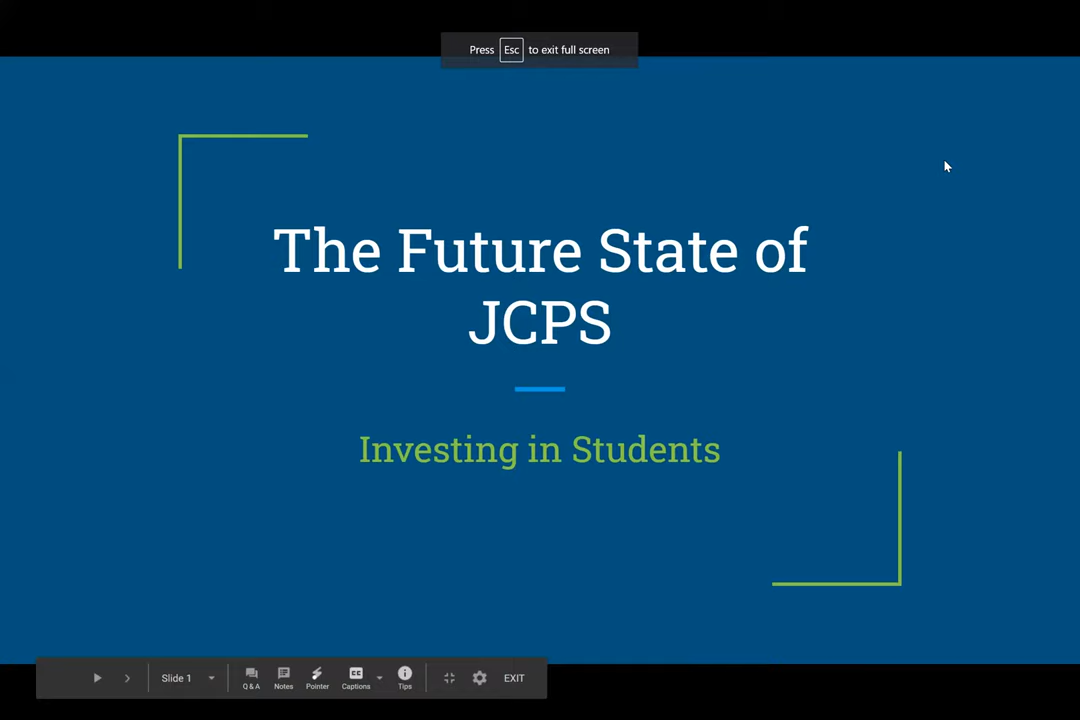 Press Esc to exit full screen
The Future State of
JCPS
Investing in Students
Slide 1
Q & A
Notes
Pointer
CC
Captions
Tips
EXIT